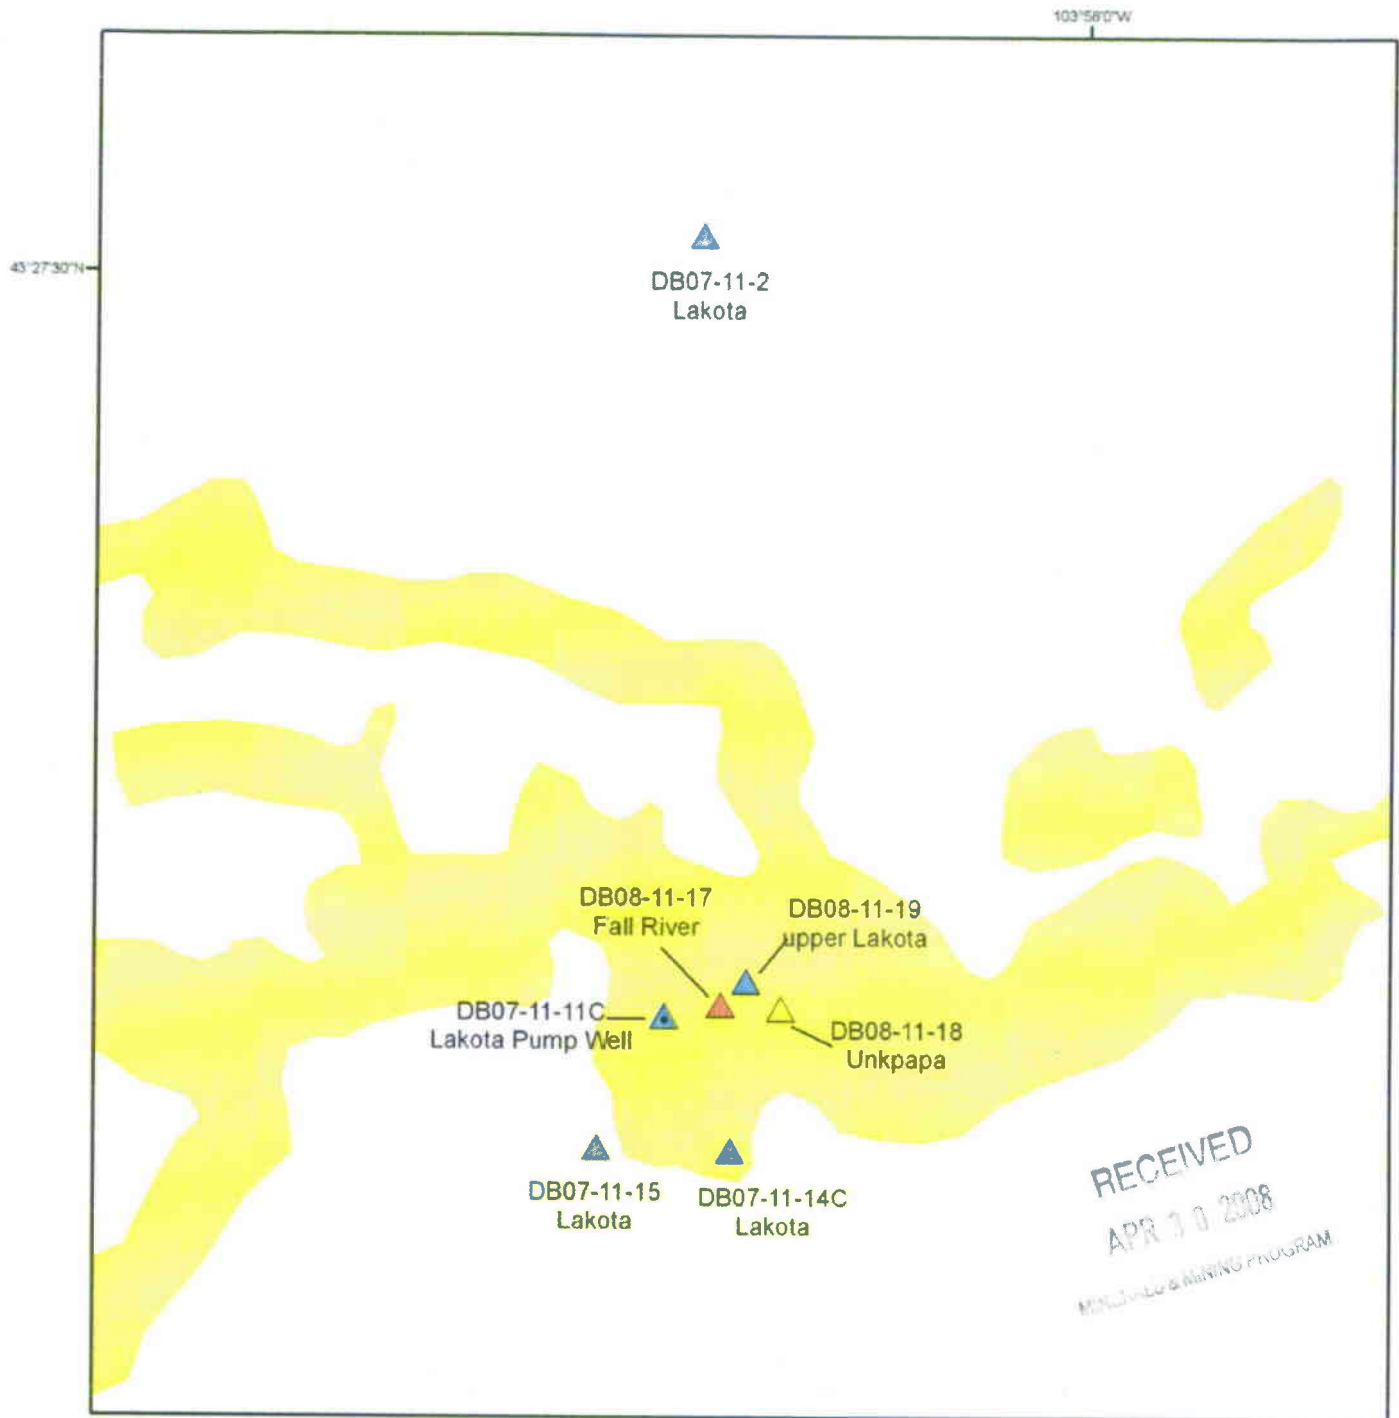 103°58'0"W
43°27'30"N
DB07-11-2
Lakota
DB08-11-17
Fall River
DB08-11-19
upper Lakota
DB07-11-11C
Lakota Pump Well
DB08-11-18
Unkpapa
DB07-11-15
Lakota
DB07-11-14C
Lakota
RECEIVED
APR 30 2008
& MINING PROGRAM